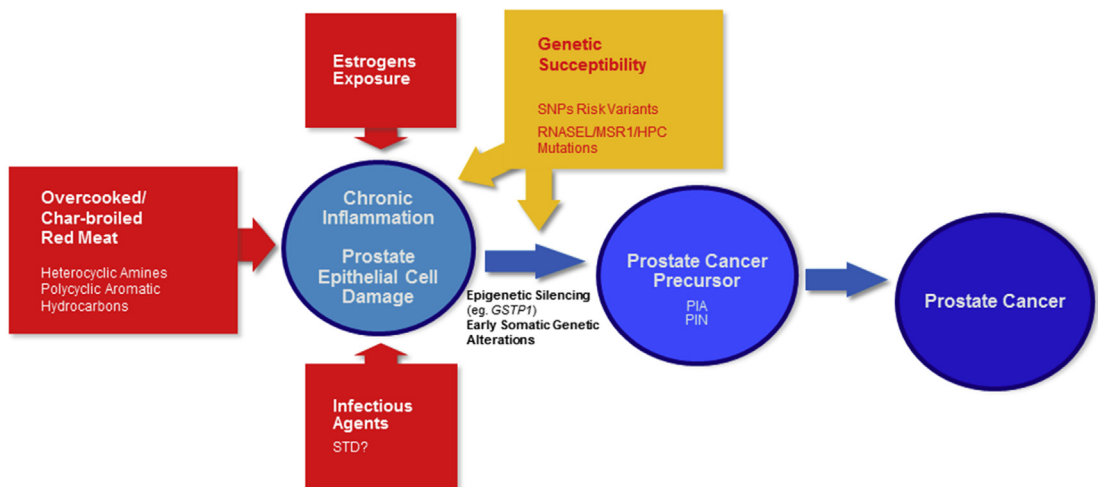 Estrogens
Exposure
Genetic
Succeptibility
SNPs Risk Variants
RNASEL/MSR1/HPC
Mutations
Overcooked/
Char-broiled
Red Meat
Heterocyclic Amines
Polycyclic Aromatic
Hydrocarbons
Chronic
Inflammation
Prostate
Epithelial Cell
Damage
Epigenetic Silencing
(eg. GSTP1)
Early Somatic Genetic
Alterations
Prostate Cancer
Precursor
PIA
PIN
Prostate Cancer
Infectious
Agents
STD?